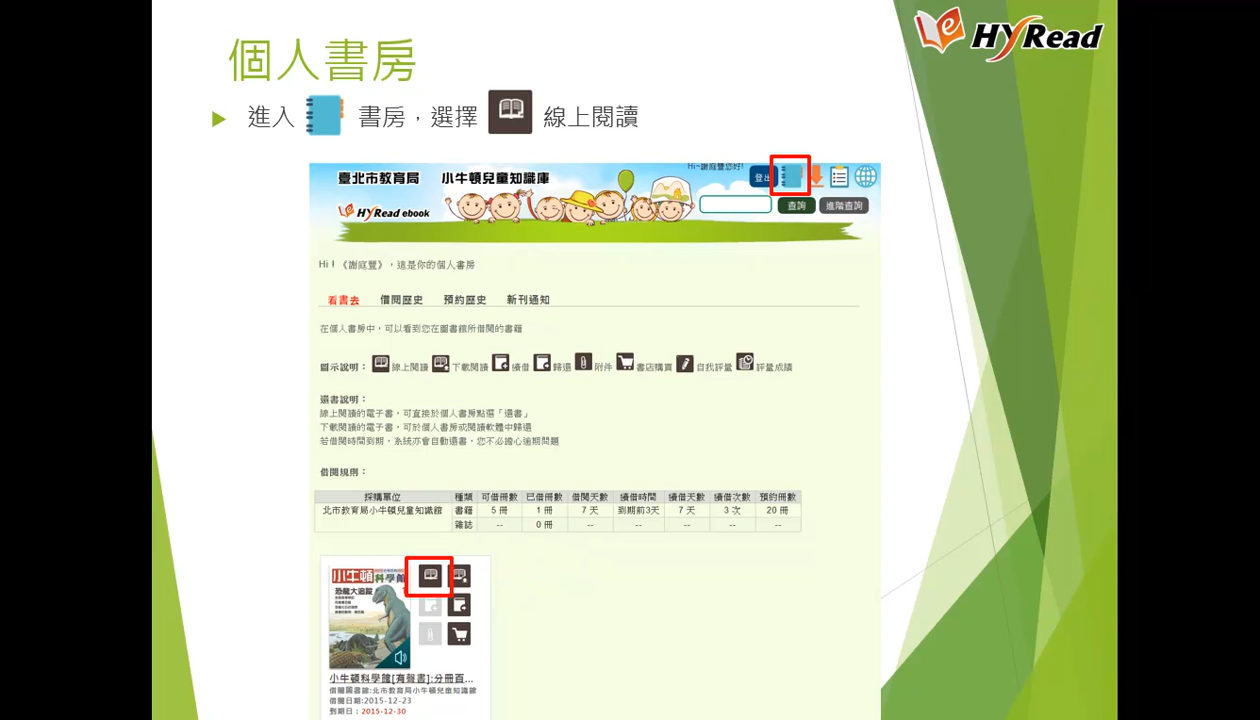 HyRead
個人書房
進入 書房，選擇 線上閱讀
Hi~謝庭豐您好!
臺北市教育局 小牛頓兒童知識庫
登出
HyRead ebook
查詢 進階查詢
Hi！《謝庭豐》，這是你的個人書房
看書去 借閱歷史 預約歷史 新刊通知
在個人書房中，可以看到您在圖書館所借閱的書籍
圖示說明： 線上閱讀 下載閱讀 續借 歸還 附件 書店購買 自我評量 評量成績
還書說明：
線上閱讀的電子書，可直接於個人書房點選「還書」
下載閱讀的電子書，可於個人書房或閱讀軟體中歸還
若借閱時間到期，系統亦會自動還書，您不必擔心逾期問題
借閱規則：
採購單位 種類 可借冊數 已借冊數 借閱天數 續借時間 續借天數 續借次數 預約冊數
北市教育局小牛頓兒童知識館 書籍 5 冊 1 冊 7 天 到期前3天 7 天 3 次 20 冊
雜誌 -- 0 冊 -- -- -- -- --
小牛頓科學館
恐龍大追蹤
小牛頓科學館[有聲書]:分冊百...
借閱圖書館:北市教育局小牛頓兒童知識館
借閱日期:2015-12-23
到期日：2015-12-30